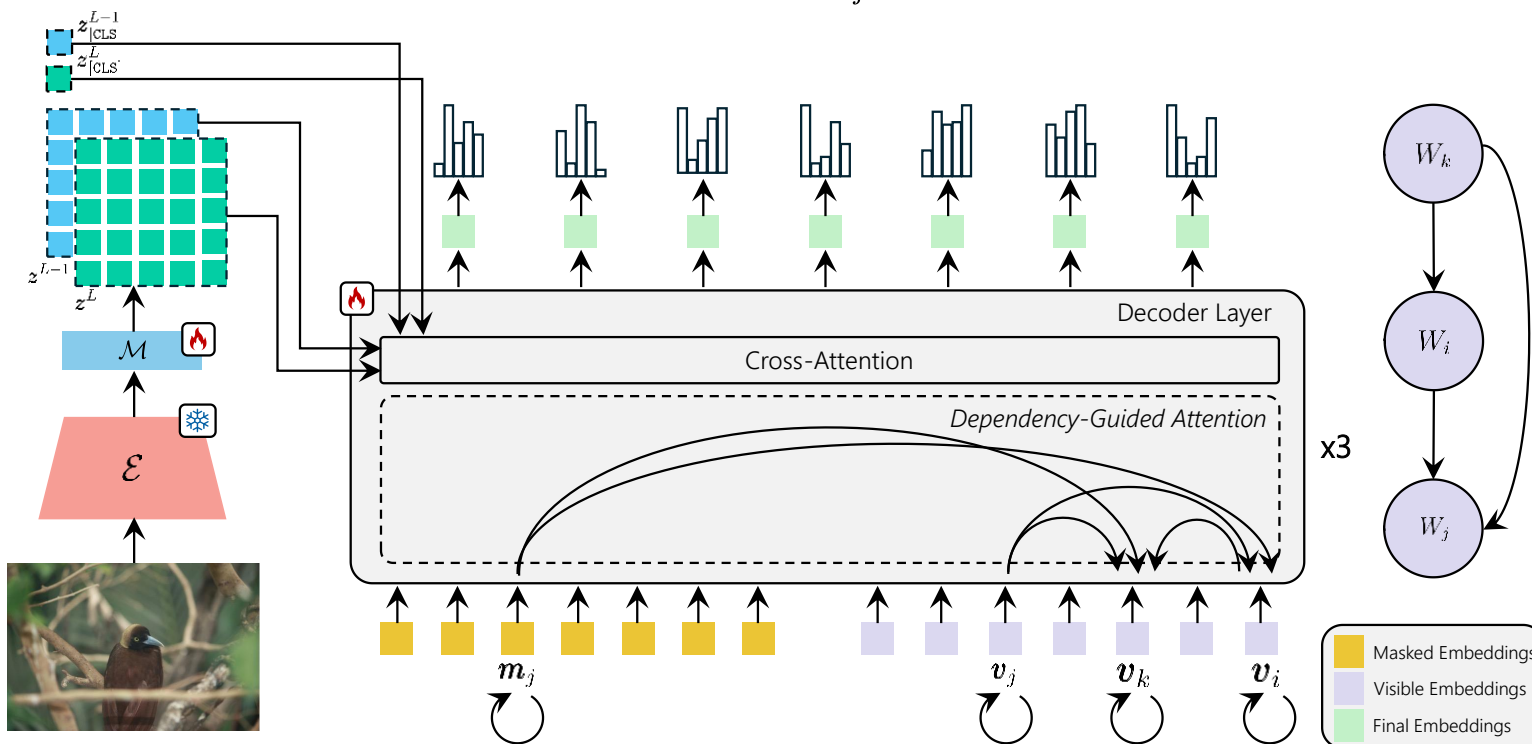 j
z^{L-1}_{[CLS}
z^{L}_{[CLS}
z^{L-1}
z^{L}
M
E
Decoder Layer
Cross-Attention
Dependency-Guided Attention
x3
m_j
v_j
v_k
v_i
W_k
W_i
W_j
Masked Embeddings
Visible Embeddings
Final Embeddings